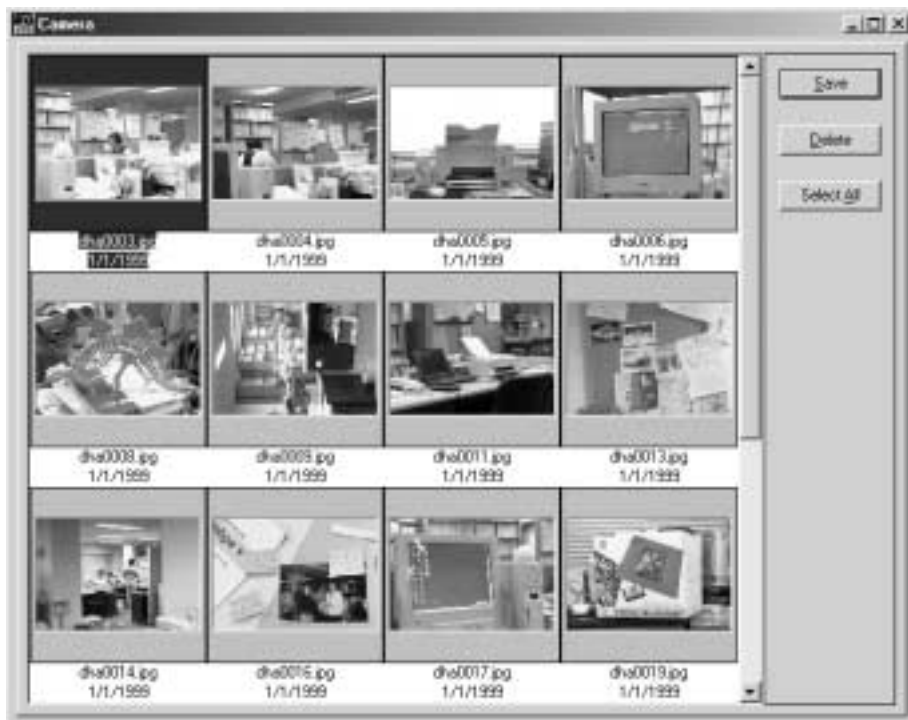 Camera
Save
Delete
Select All
dha0003.jpg
1/1/1999
dha0004.jpg
1/1/1999
dha0005.jpg
1/1/1999
dha0006.jpg
1/1/1999
dha0008.jpg
1/1/1999
dha0009.jpg
1/1/1999
dha0011.jpg
1/1/1999
dha0013.jpg
1/1/1999
dha0014.jpg
1/1/1999
dha0016.jpg
1/1/1999
dha0017.jpg
1/1/1999
dha0019.jpg
1/1/1999